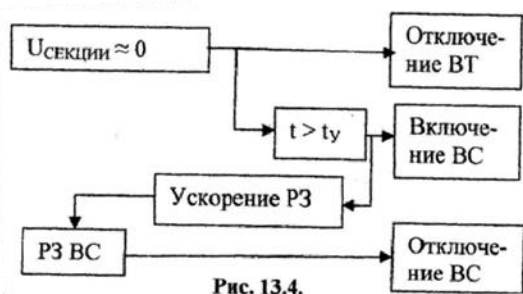 UСЕКЦИИ ≈ 0
Отключе-
ние ВТ
t > tу
Включе-
ние ВС
Ускорение РЗ
РЗ ВС
Отключе-
ние ВС
Рис. 13.4.